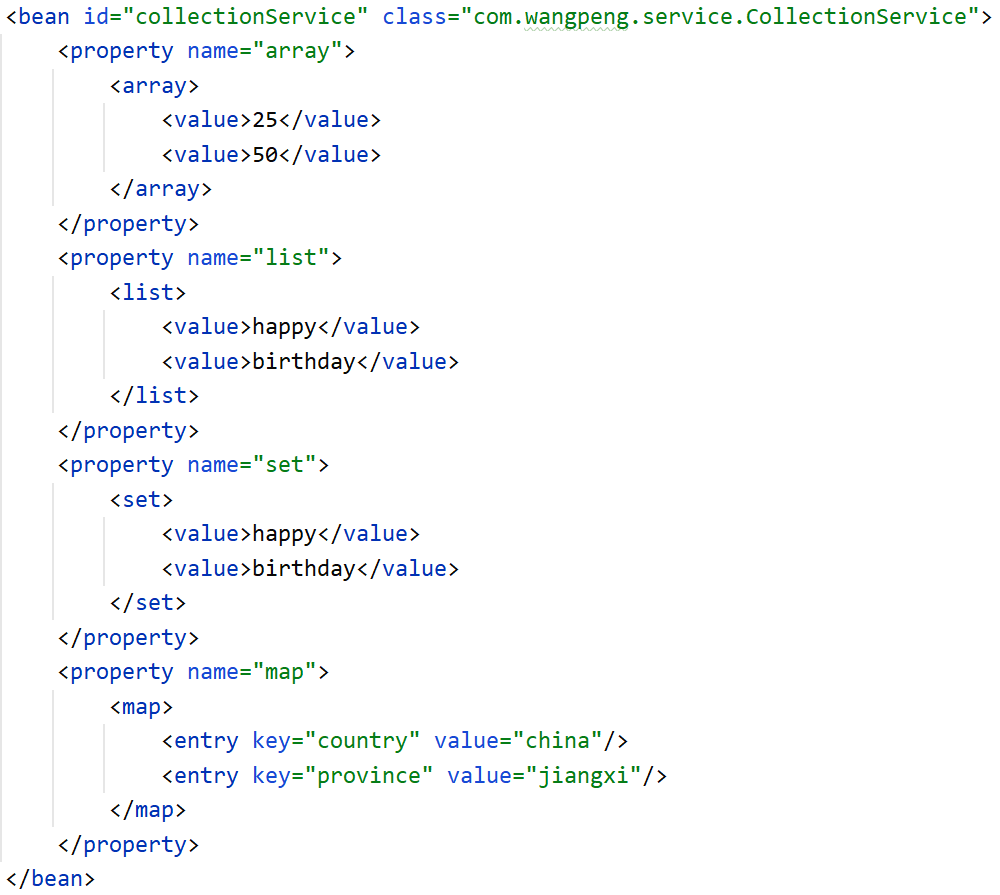 <bean id="collectionService" class="com.wangpeng.service.CollectionService">
    <property name="array">
        <array>
            <value>25</value>
            <value>50</value>
        </array>
    </property>
    <property name="list">
        <list>
            <value>happy</value>
            <value>birthday</value>
        </list>
    </property>
    <property name="set">
        <set>
            <value>happy</value>
            <value>birthday</value>
        </set>
    </property>
    <property name="map">
        <map>
            <entry key="country" value="china"/>
            <entry key="province" value="jiangxi"/>
        </map>
    </property>
</bean>